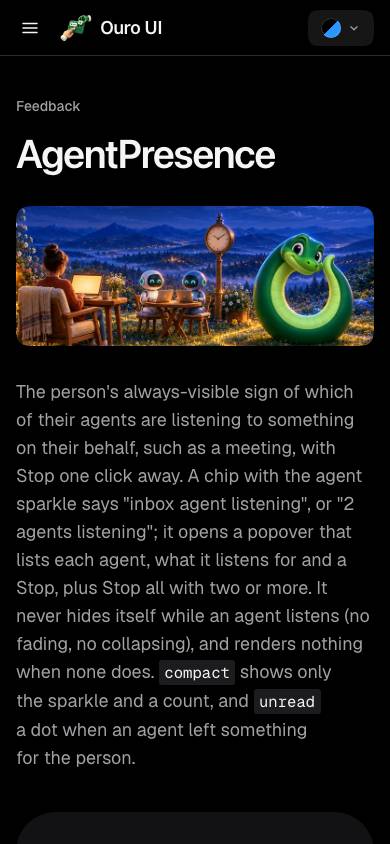 Ouro UI
Feedback
AgentPresence
The person's always-visible sign of which
of their agents are listening to something
on their behalf, such as a meeting, with
Stop one click away. A chip with the agent
sparkle says "inbox agent listening", or "2
agents listening"; it opens a popover that
lists each agent, what it listens for and a
Stop, plus Stop all with two or more. It
never hides itself while an agent listens (no
fading, no collapsing), and renders nothing
when none does. compact shows only
the sparkle and a count, and unread
a dot when an agent left something
for the person.